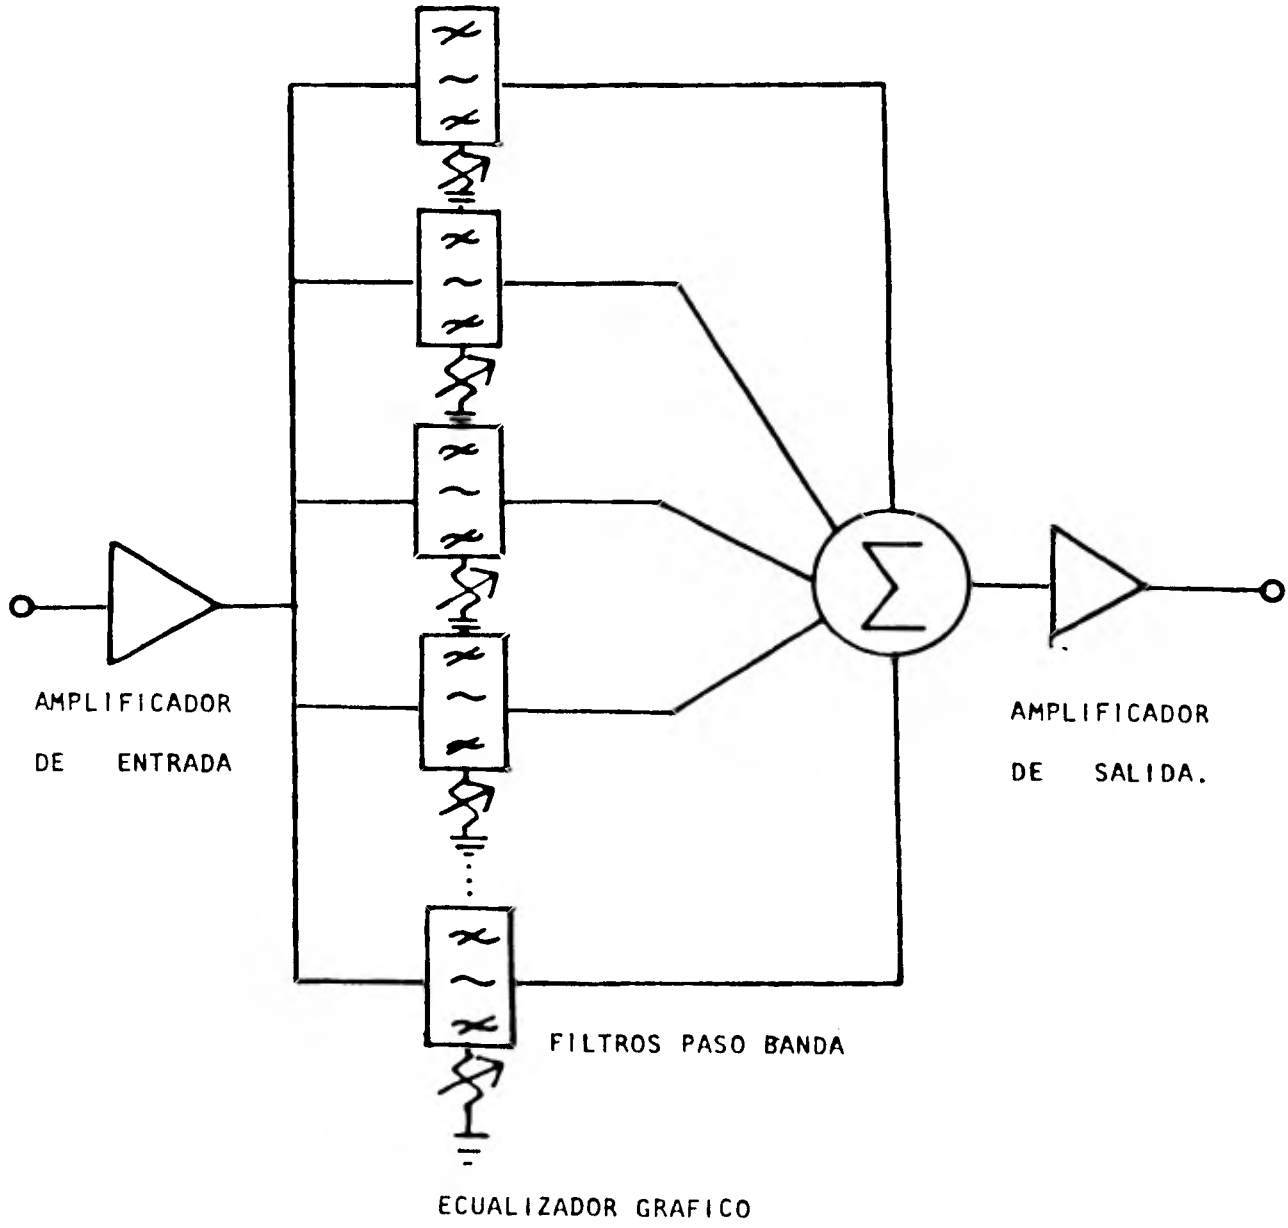 Σ
AMPLIFICADOR
DE ENTRADA
AMPLIFICADOR
DE SALIDA.
FILTROS PASO BANDA
ECUALIZADOR GRAFICO